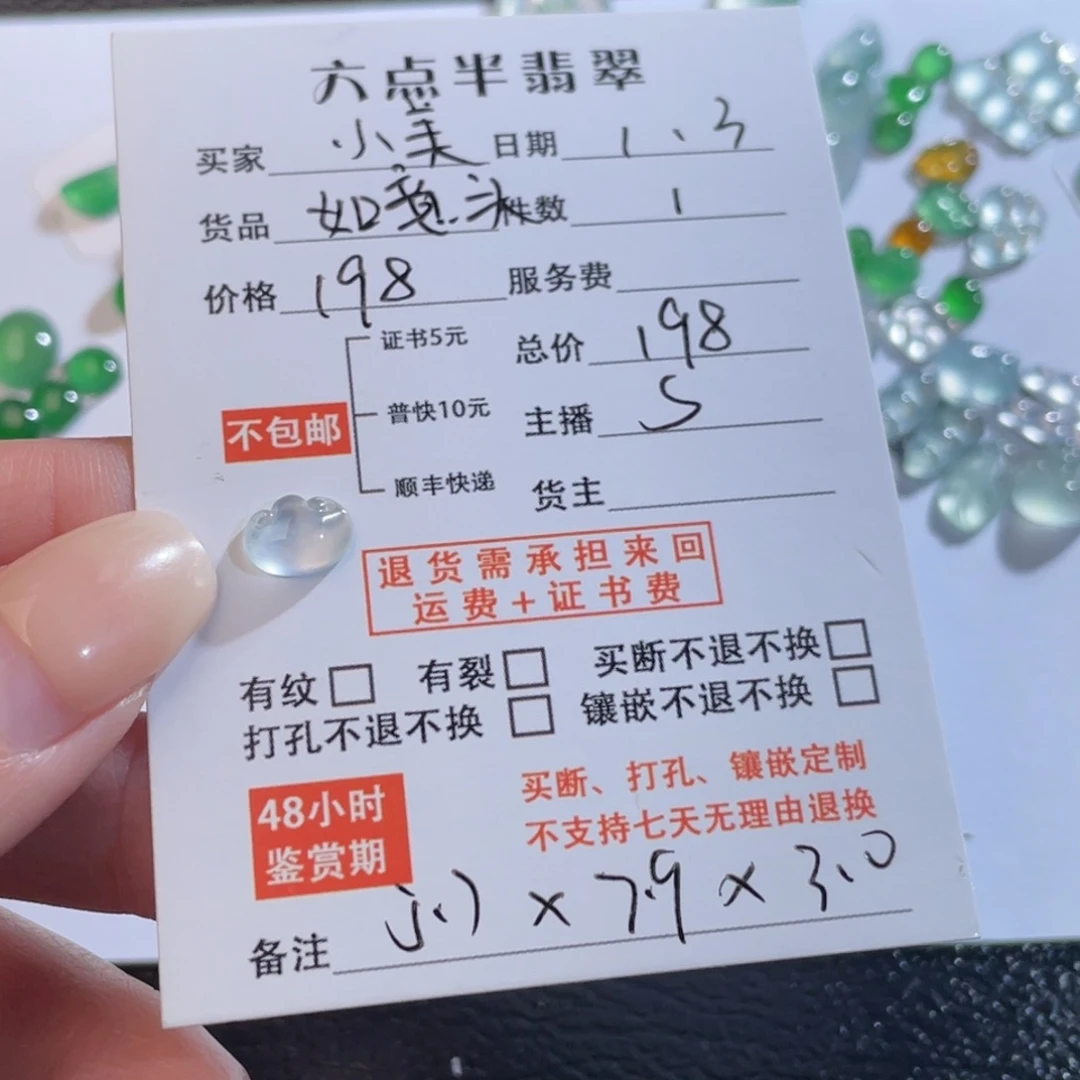 六点半翡翠
买家 小美 日期 1、3
货品 如意头 件数 1
价格 198 服务费
证书5元 总价 198
不包邮 普快10元 主播 S
顺丰快递 货主
退货需承担来回
运费+证书费
有纹□ 有裂□ 买断不退不换□
打孔不退不换□ 镶嵌不退不换□
48小时 买断、打孔、镶嵌定制
鉴赏期 不支持七天无理由退换
备注 × 7.9 × 3.0